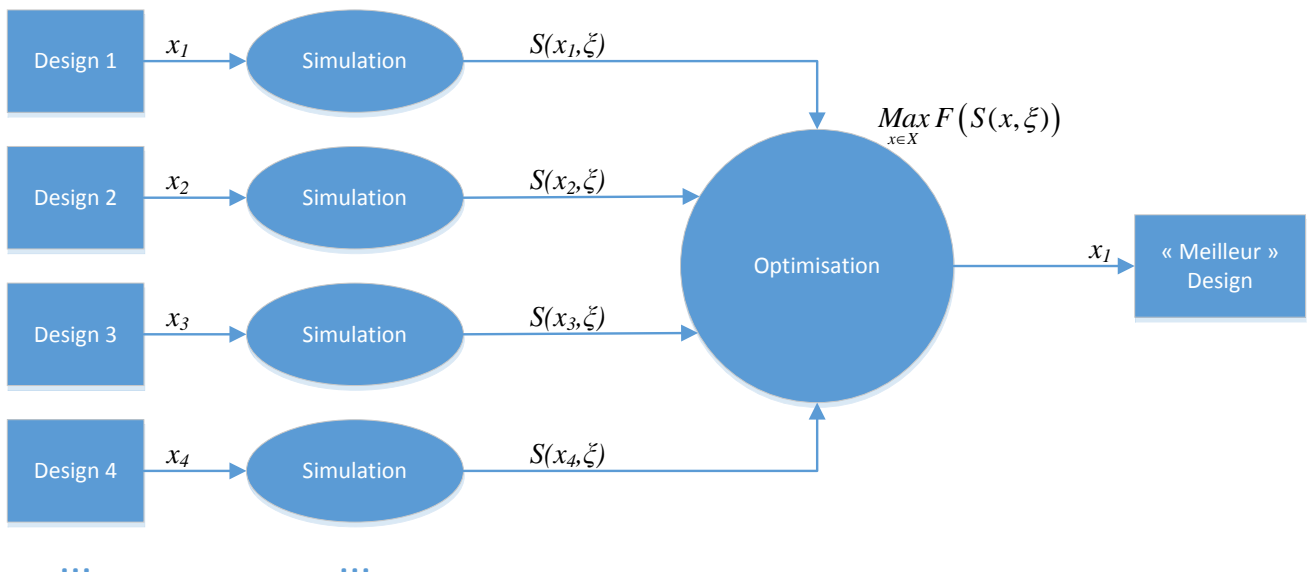 Design 1 x₁ Simulation S(x₁,ξ)
Max F(S(x,ξ))
x∈X
Design 2 x₂ Simulation S(x₂,ξ)
Optimisation x₁ « Meilleur »
Design
Design 3 x₃ Simulation S(x₃,ξ)
Design 4 x₄ Simulation S(x₄,ξ)
... ...